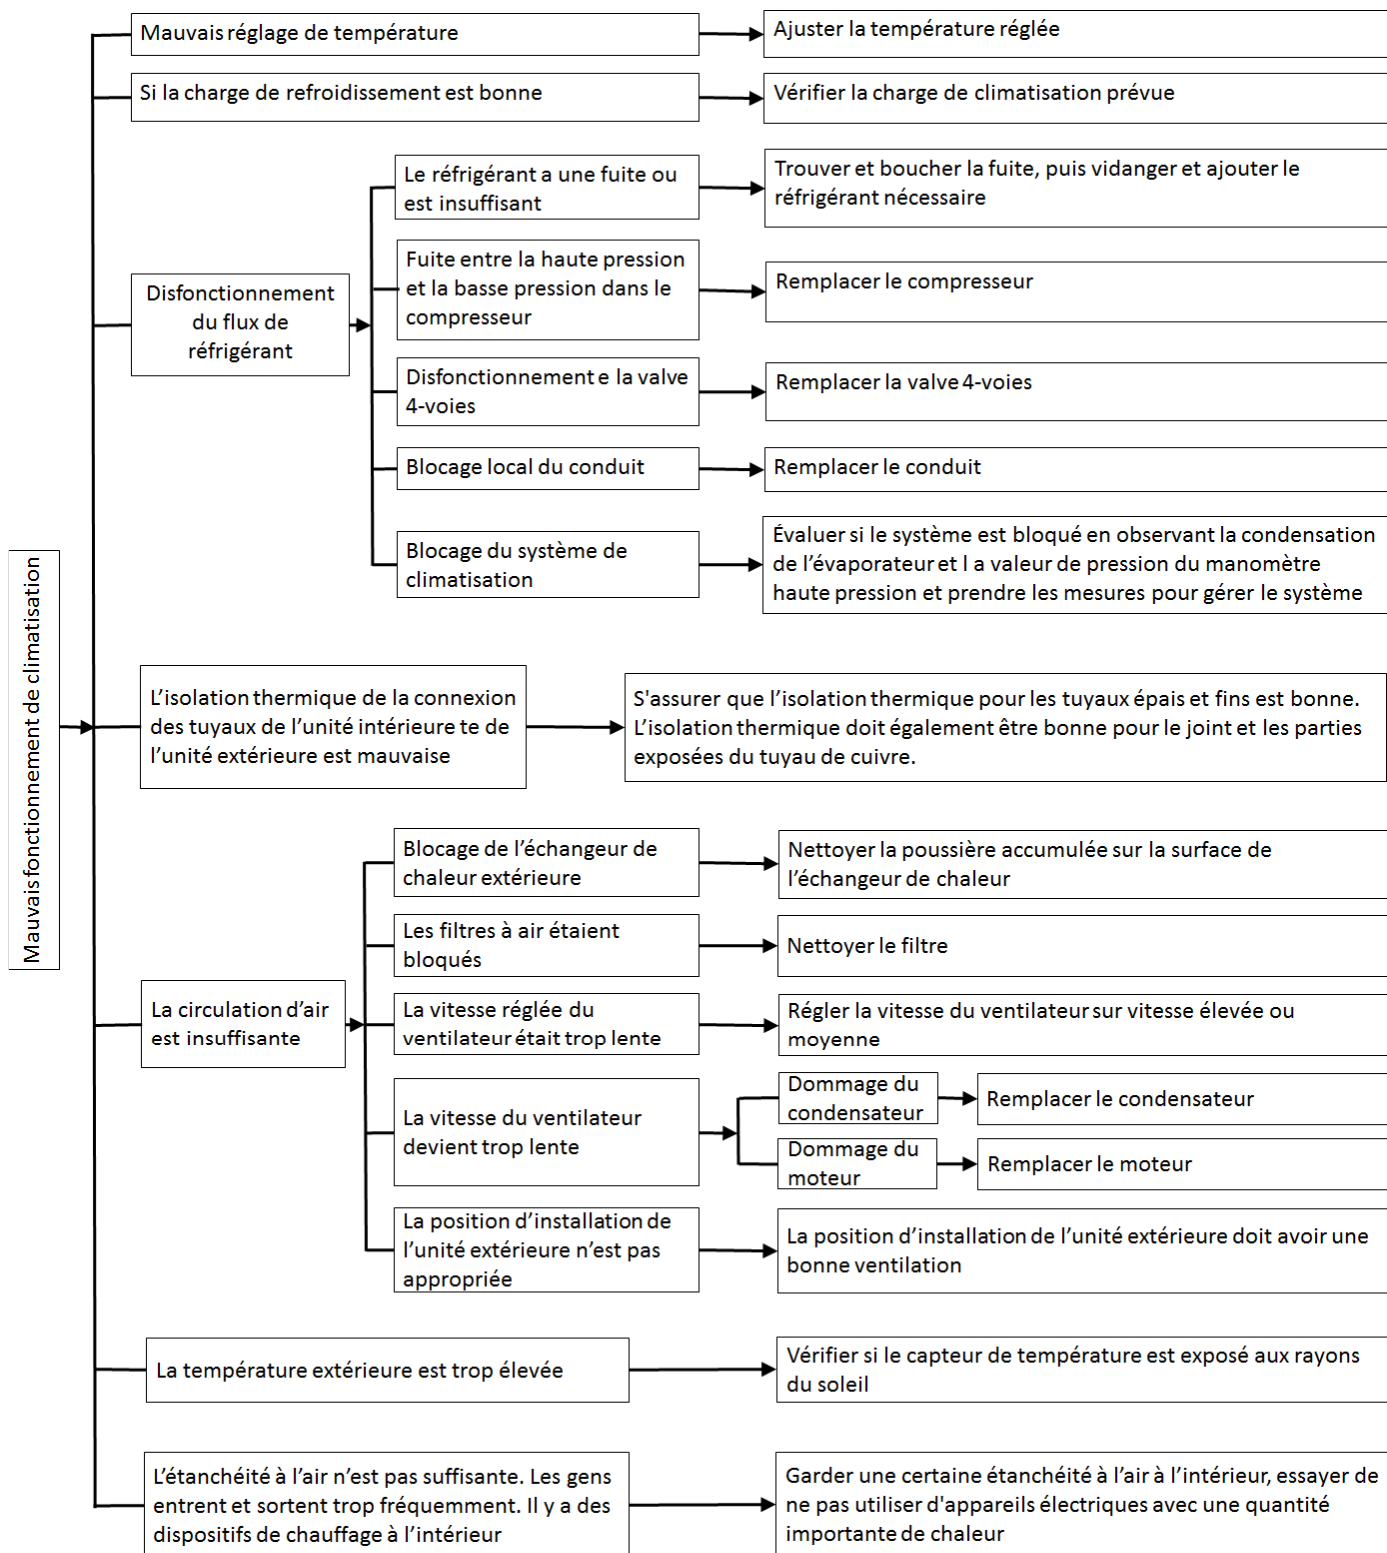 Mauvais fonctionnement de climatisation
Mauvais réglage de température
Ajuster la température réglée
Si la charge de refroidissement est bonne
Vérifier la charge de climatisation prévue
Disfonctionnement
du flux de
réfrigérant
Le réfrigérant a une fuite ou
est insuffisant
Trouver et boucher la fuite, puis vidanger et ajouter le
réfrigérant nécessaire
Fuite entre la haute pression
et la basse pression dans le
compresseur
Remplacer le compresseur
Disfonctionnement e la valve
4-voies
Remplacer la valve 4-voies
Blocage local du conduit
Remplacer le conduit
Blocage du système de
climatisation
Évaluer si le système est bloqué en observant la condensation
de l’évaporateur et l a valeur de pression du manomètre
haute pression et prendre les mesures pour gérer le système
L’isolation thermique de la connexion
des tuyaux de l’unité intérieure te de
l’unité extérieure est mauvaise
S'assurer que l’isolation thermique pour les tuyaux épais et fins est bonne.
L’isolation thermique doit également être bonne pour le joint et les parties
exposées du tuyau de cuivre.
La circulation d’air
est insuffisante
Blocage de l’échangeur de
chaleur extérieure
Nettoyer la poussière accumulée sur la surface de
l’échangeur de chaleur
Les filtres à air étaient
bloqués
Nettoyer le filtre
La vitesse réglée du
ventilateur était trop lente
Régler la vitesse du ventilateur sur vitesse élevée ou
moyenne
La vitesse du ventilateur
devient trop lente
Dommage du
condensateur
Remplacer le condensateur
Dommage du
moteur
Remplacer le moteur
La position d’installation de
l’unité extérieure n’est pas
appropriée
La position d’installation de l’unité extérieure doit avoir une
bonne ventilation
La température extérieure est trop élevée
Vérifier si le capteur de température est exposé aux rayons
du soleil
L’étanchéité à l’air n’est pas suffisante. Les gens
entrent et sortent trop fréquemment. Il y a des
dispositifs de chauffage à l’intérieur
Garder une certaine étanchéité à l’air à l’intérieur, essayer de
ne pas utiliser d'appareils électriques avec une quantité
importante de chaleur